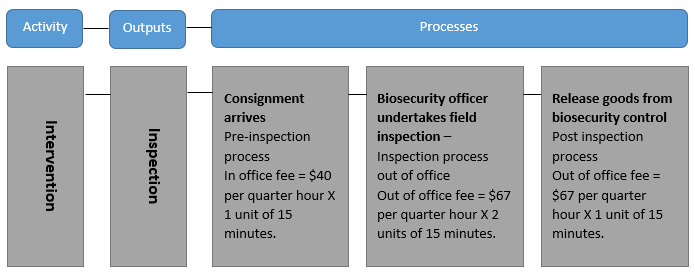 Activity
Outputs
Processes
Intervention
Inspection
Consignment
arrives
Pre-inspection
process
In office fee = $40
per quarter hour X
1 unit of 15
minutes.
Biosecurity officer
undertakes field
inspection –
Inspection process
out of office
Out of office fee = $67
per quarter hour X 2
units of 15 minutes.
Release goods from
biosecurity control
Post inspection
process
Out of office fee =
$67 per quarter
hour X 1 unit of 15
minutes.